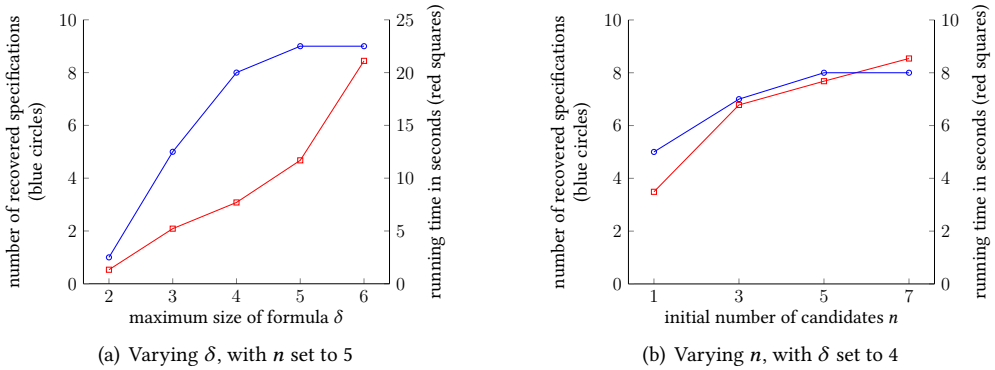 number of recovered specifications
(blue circles)
10
8
6
4
2
0
2 3 4 5 6
maximum size of formula δ
25
20
15
10
5
0
running time in seconds (red squares)
(a) Varying δ, with n set to 5
number of recovered specifications
(blue circles)
10
8
6
4
2
0
1 3 5 7
initial number of candidates n
10
8
6
4
2
0
running time in seconds (red squares)
(b) Varying n, with δ set to 4